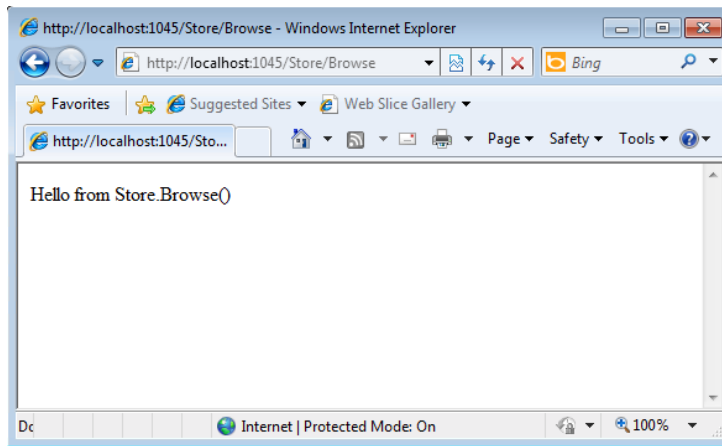 http://localhost:1045/Store/Browse - Windows Internet Explorer
http://localhost:1045/Store/Browse Bing
Favorites Suggested Sites Web Slice Gallery
http://localhost:1045/Sto... Page Safety Tools
Hello from Store.Browse()
Internet | Protected Mode: On 100%